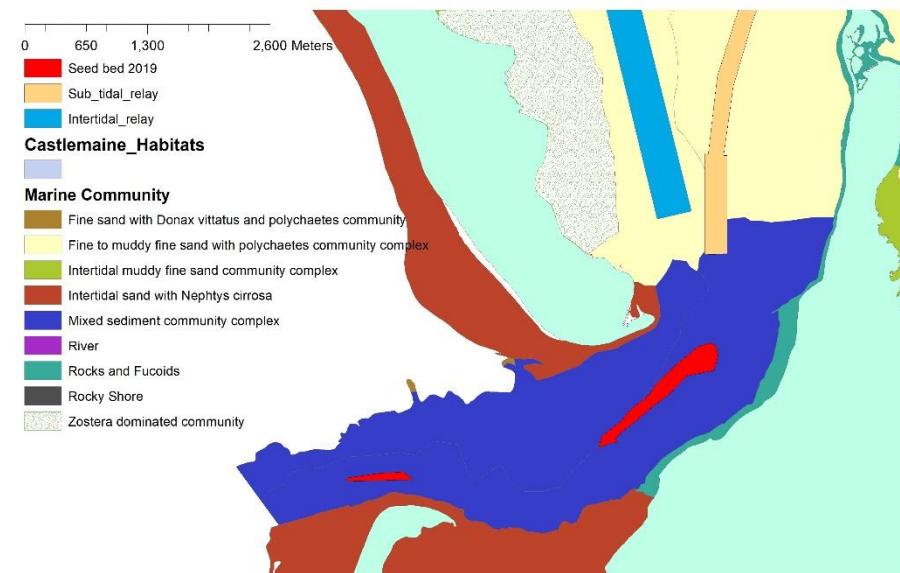 0 650 1,300 2,600 Meters
Seed bed 2019
Sub_tidal_relay
Intertidal_relay
Castlemaine_Habitats
Marine Community
Fine sand with Donax vittatus and polychaetes community
Fine to muddy fine sand with polychaetes community complex
Intertidal muddy fine sand community complex
Intertidal sand with Nephtys cirrosa
Mixed sediment community complex
River
Rocks and Fucoids
Rocky Shore
Zostera dominated community